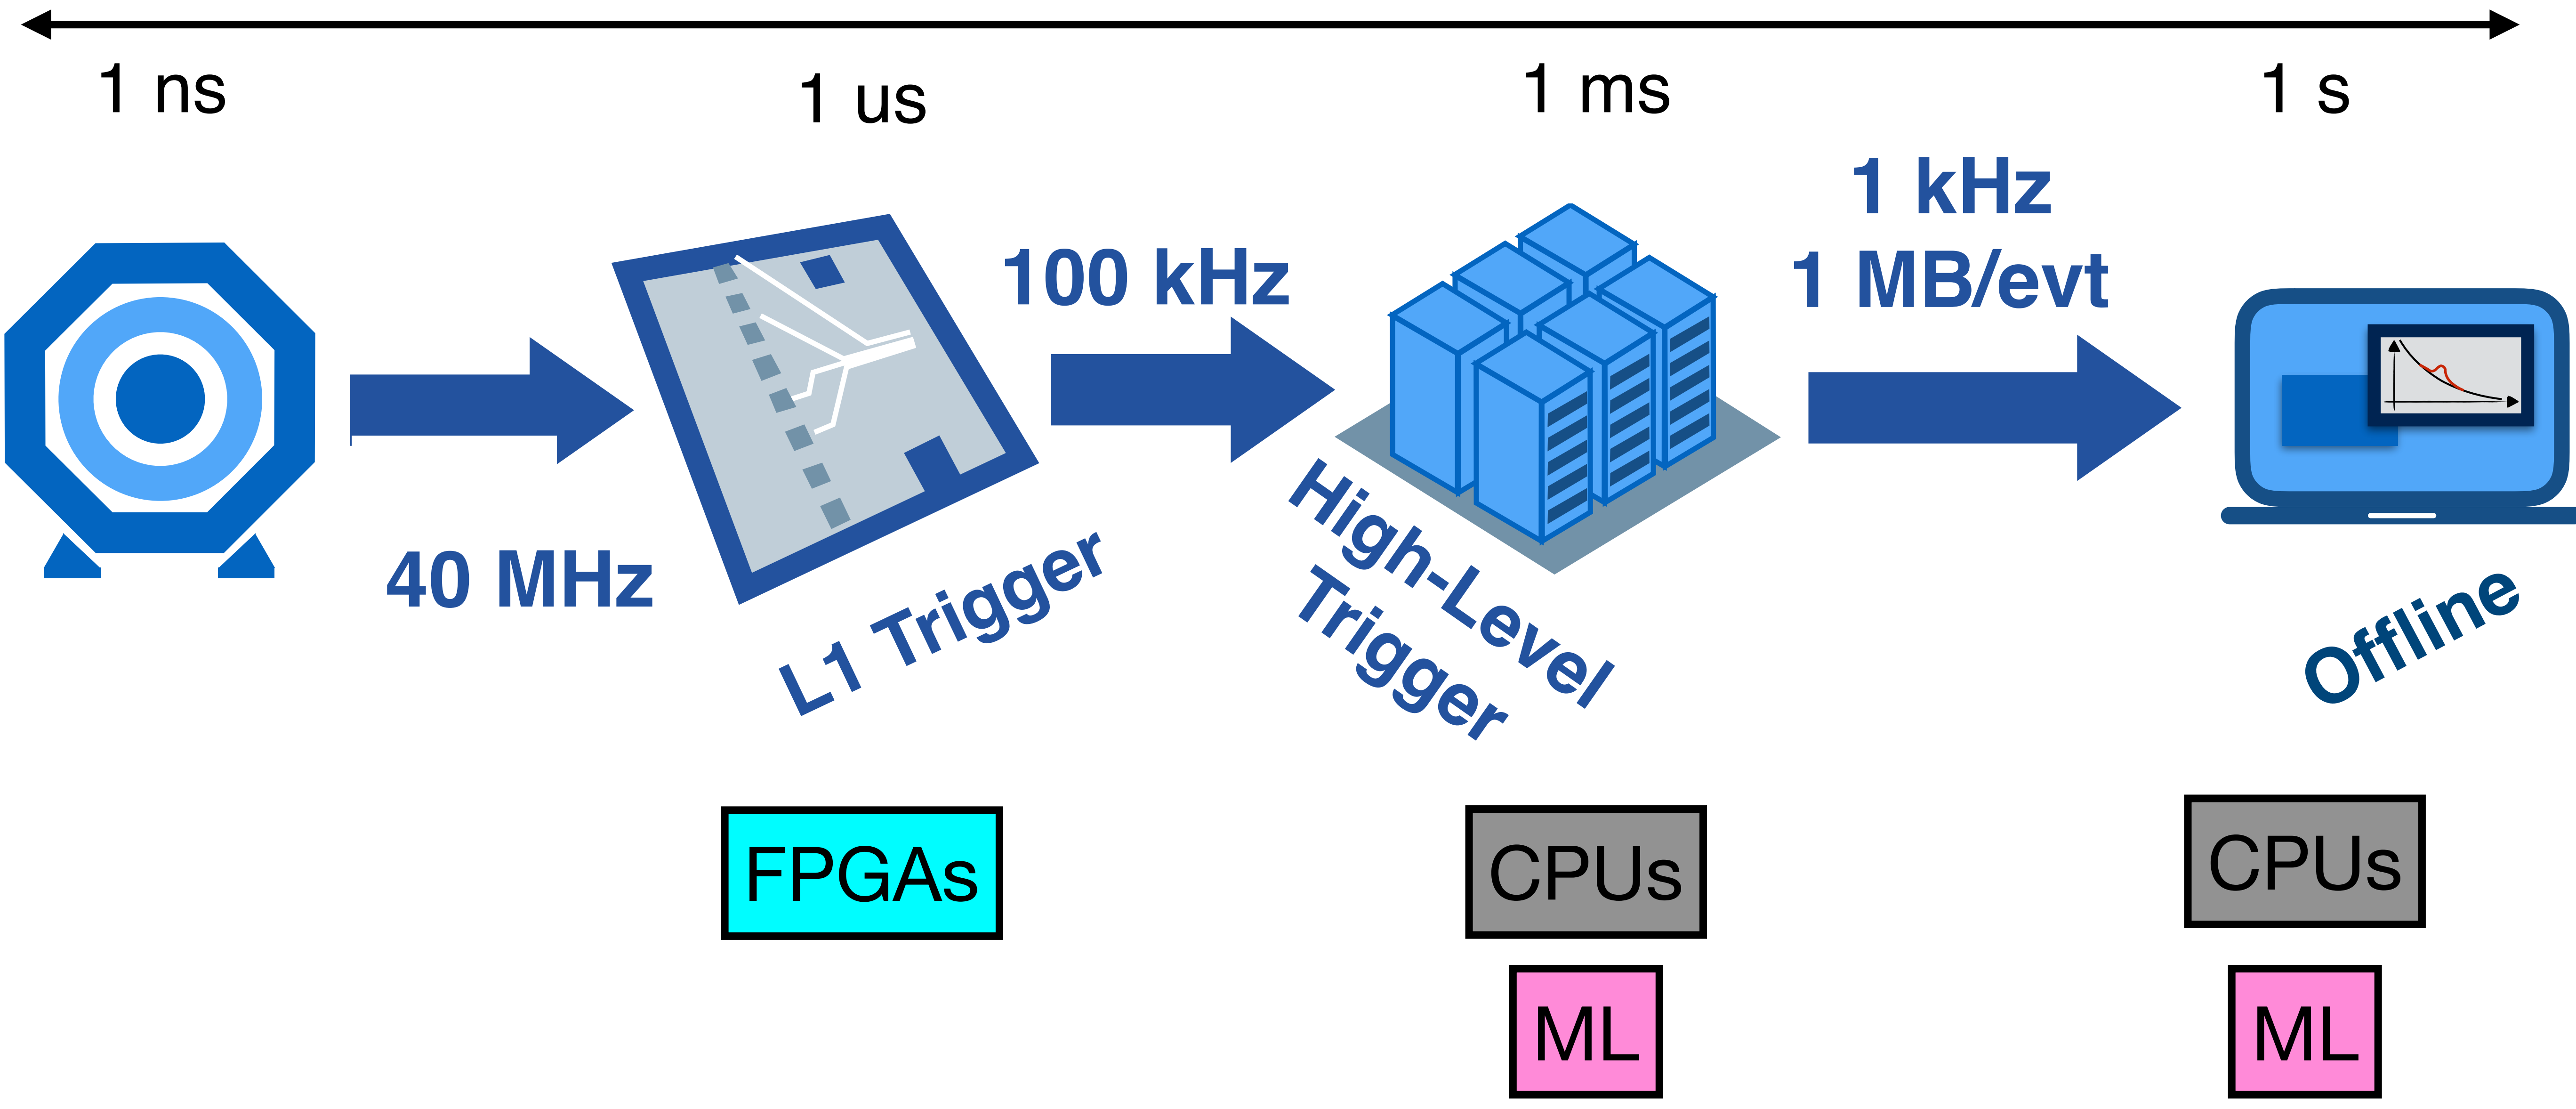 1 ns
1 us
1 ms
1 s
40 MHz
L1 Trigger
100 kHz
High-Level
Trigger
1 kHz
1 MB/evt
Offline
FPGAs
CPUs
ML
CPUs
ML